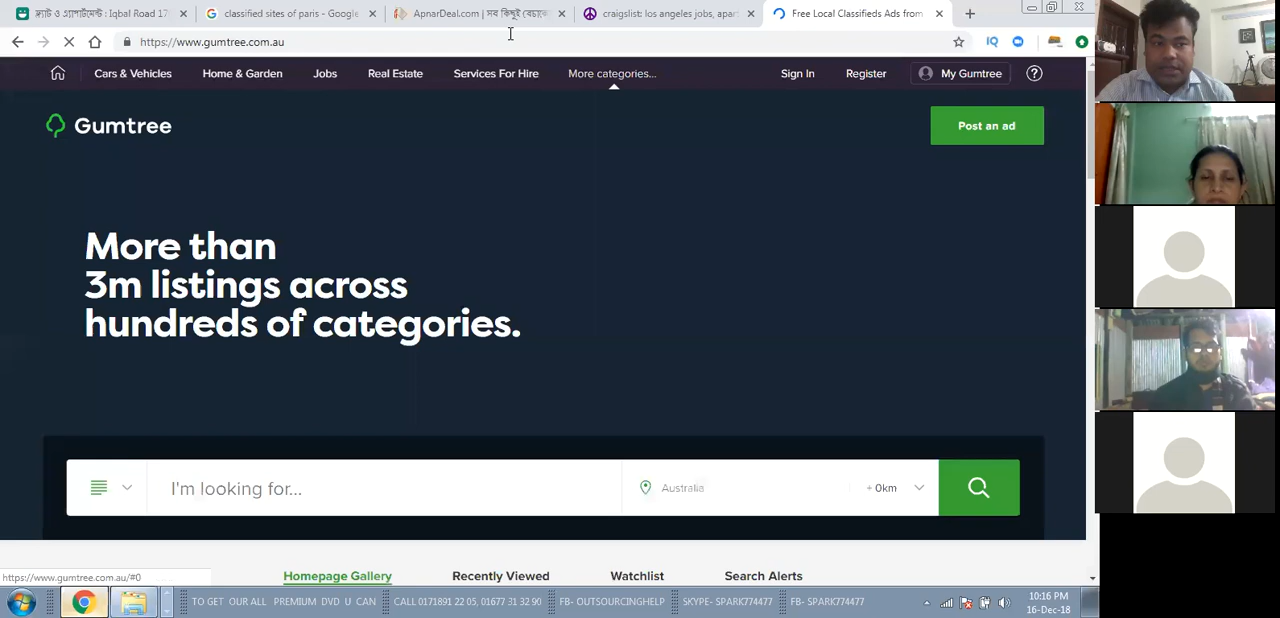 ফ্ল্যাট ও এ্যাপার্টমেন্ট : Iqbal Road 17
classified sites of paris - Google
ApnarDeal.com | সব কিছুই বেচাকে
craigslist: los angeles jobs, apar
Free Local Classifieds Ads from
https://www.gumtree.com.au
Cars & Vehicles
Home & Garden
Jobs
Real Estate
Services For Hire
More categories...
Sign In
Register
My Gumtree
Gumtree
Post an ad
More than
3m listings across
hundreds of categories.
I'm looking for...
Australia
+ 0km
https://www.gumtree.com.au/#0
Homepage Gallery
Recently Viewed
Watchlist
Search Alerts
TO GET OUR ALL PREMIUM DVD U CAN
CALL 0171891 22 05, 01677 31 32 90
FB- OUTSOURCINGHELP
SKYPE- SPARK774477
FB- SPARK774477
10:16 PM
16-Dec-18